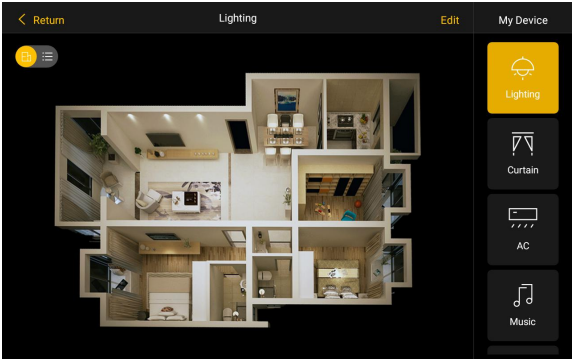 Return
Lighting
Edit
My Device
Lighting
Curtain
AC
Music